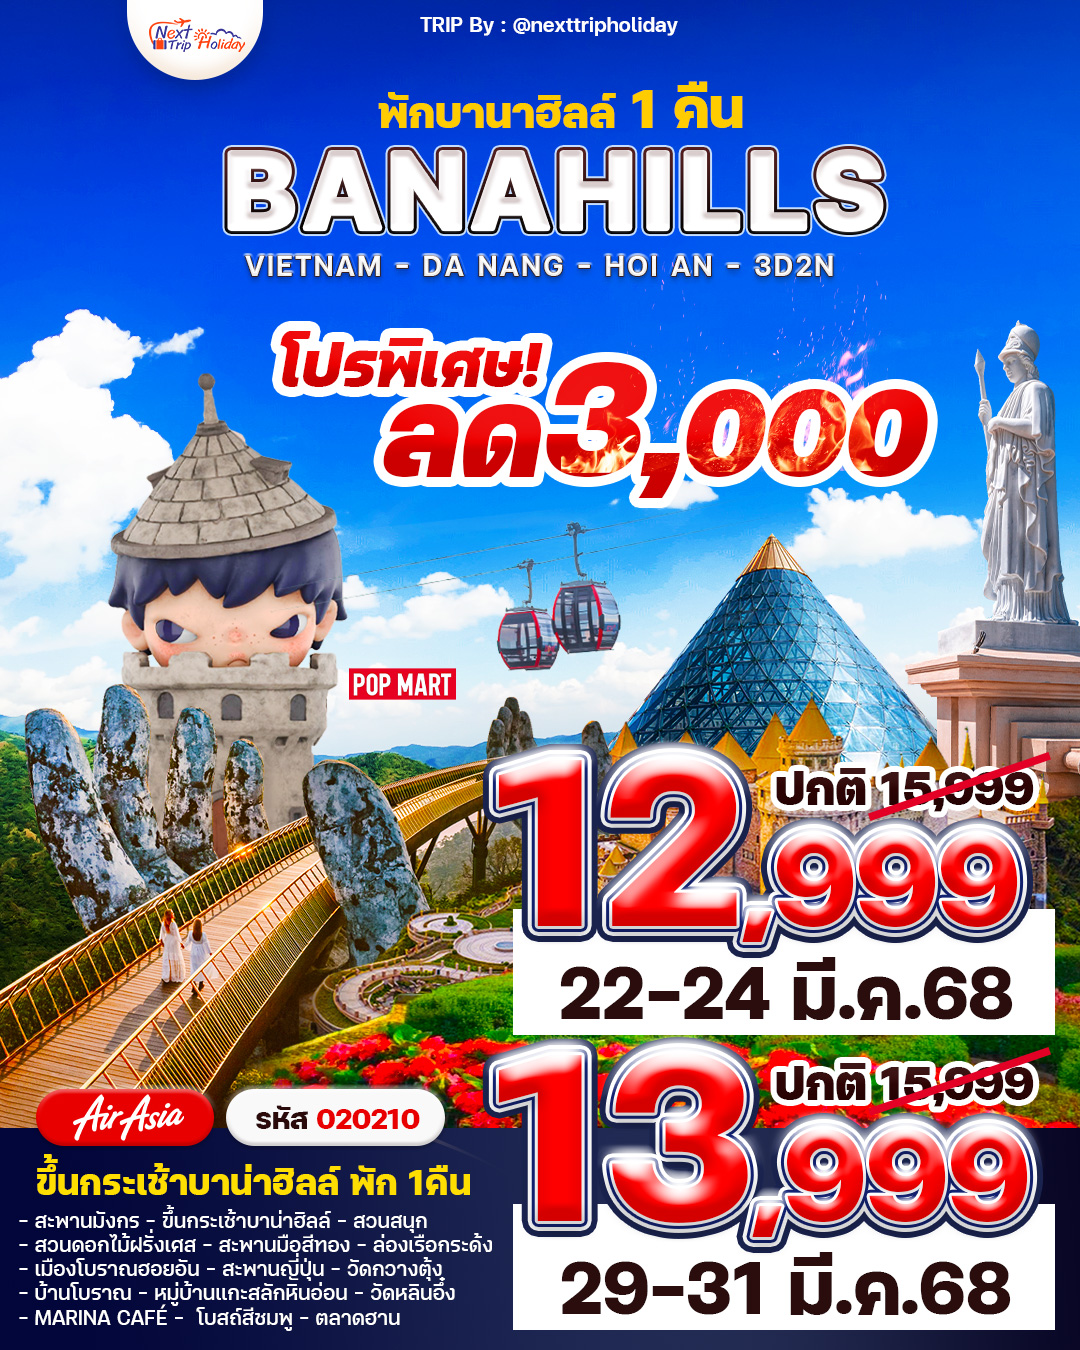 Next Trip Holiday
TRIP By : @nexttripholiday
พักบานาฮิลล์ 1 คืน
BANAHILLS
VIETNAM - DA NANG - HOI AN - 3D2N
โปรพิเศษ!
ลด3,000
POP MART
ปกติ 15,999
12,999
22-24 มี.ค.68
ปกติ 15,999
13,999
29-31 มี.ค.68
AirAsia
รหัส 020210
ขึ้นกระเช้าบาน่าฮิลล์ พัก 1คืน
- สะพานมังกร - ขึ้นกระเช้าบาน่าฮิลล์ - สวนสนุก
- สวนดอกไม้ฝรั่งเศส - สะพานมือสีทอง - ล่องเรือกระด้ง
- เมืองโบราณฮอยอัน - สะพานญี่ปุ่น - วัดกวางตุ้ง
- บ้านโบราณ - หมู่บ้านแกะสลักหินอ่อน - วัดหลินอึ๋ง
- MARINA CAFÉ - โบสถ์สีชมพู - ตลาดฮาน